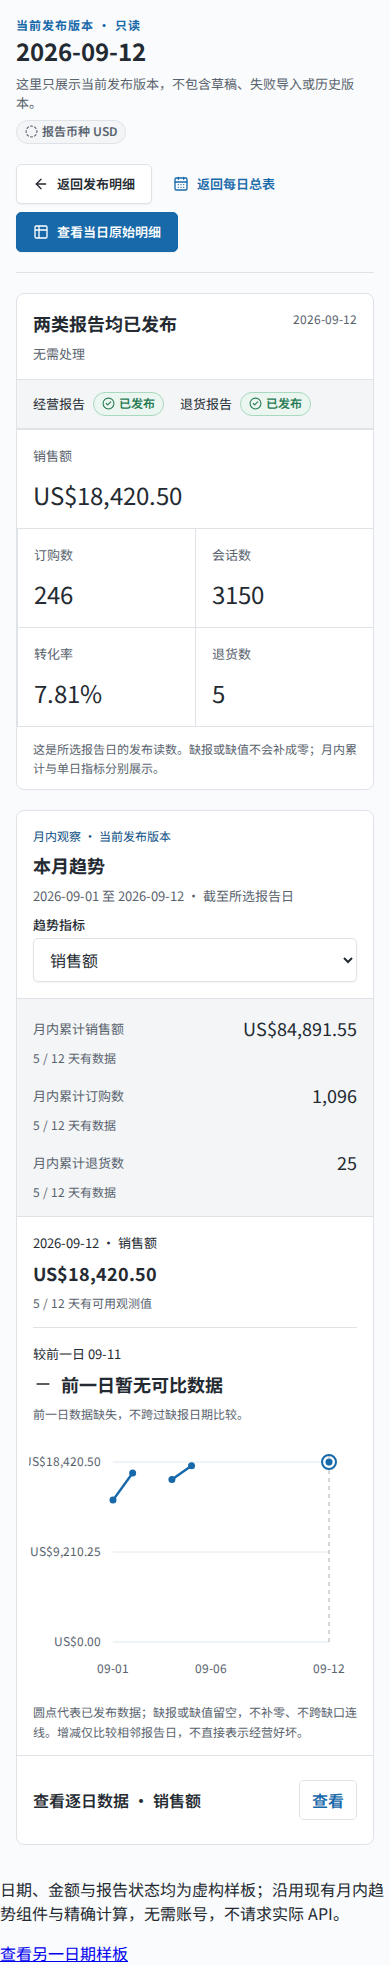 当前发布版本 • 只读
2026-09-12
这里只展示当前发布版本，不包含草稿、失败导入或历史版
本。
报告币种 USD
返回发布明细
返回每日总表
查看当日原始明细
两类报告均已发布
2026-09-12
无需处理
经营报告 已发布 退货报告 已发布
销售额
US$18,420.50
订购数 会话数
246 3150
转化率 退货数
7.81% 5
这是所选报告日的发布读数。缺报或缺值不会补成零；月内累
计与单日指标分别展示。
月内观察 • 当前发布版本
本月趋势
2026-09-01 至 2026-09-12 • 截至所选报告日
趋势指标
销售额
月内累计销售额 US$84,891.55
5 / 12 天有数据
月内累计订购数 1,096
5 / 12 天有数据
月内累计退货数 25
5 / 12 天有数据
2026-09-12 • 销售额
US$18,420.50
5 / 12 天有可用观测值
较前一日 09-11
— 前一日暂无可比数据
前一日数据缺失，不跨过缺报日期比较。
US$18,420.50
US$9,210.25
US$0.00
09-01 09-06 09-12
圆点代表已发布数据；缺报或缺值留空，不补零、不跨缺口连
线。增减仅比较相邻报告日，不直接表示经营好坏。
查看逐日数据 • 销售额 查看
日期、金额与报告状态均为虚构样板；沿用现有月内趋
势组件与精确计算，无需账号，不请求实际 API。
查看另一日期样板